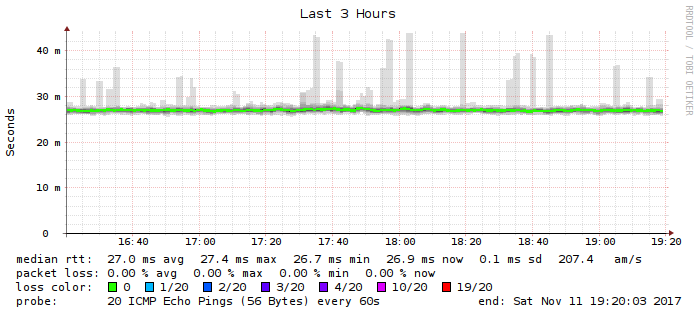 Last 3 Hours
RRDTOOL / TOBI OETIKER
Seconds
40 m
30 m
20 m
10 m
0
16:40 17:00 17:20 17:40 18:00 18:20 18:40 19:00 19:20
median rtt: 27.0 ms avg 27.4 ms max 26.7 ms min 26.9 ms now 0.1 ms sd 207.4 am/s
packet loss: 0.00 % avg 0.00 % max 0.00 % min 0.00 % now
loss color: 0 1/20 2/20 3/20 4/20 10/20 19/20
probe: 20 ICMP Echo Pings (56 Bytes) every 60s end: Sat Nov 11 19:20:03 2017